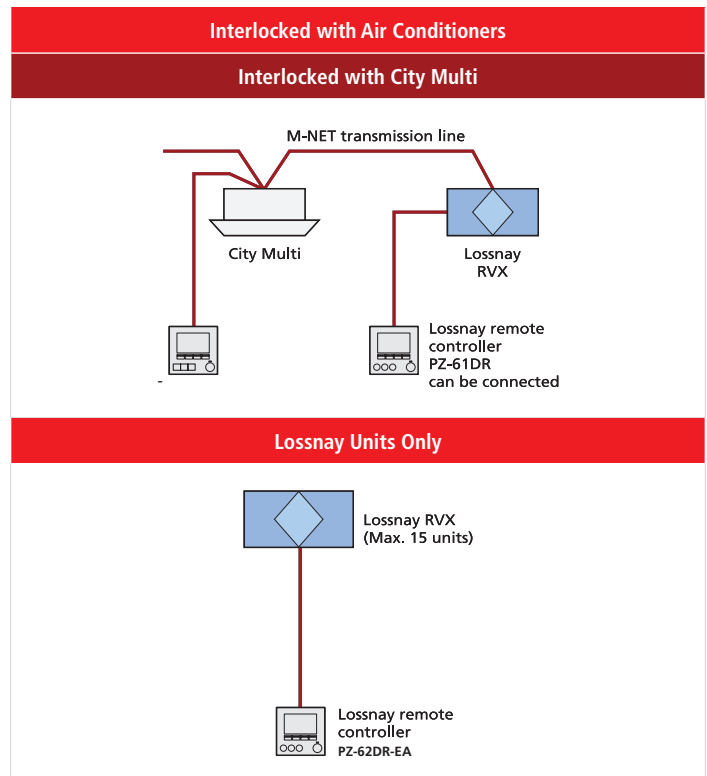 Interlocked with Air Conditioners
Interlocked with City Multi
M-NET transmission line
City Multi
Lossnay
RVX
Lossnay remote
controller
PZ-61DR
can be connected
-
Lossnay Units Only
Lossnay RVX
(Max. 15 units)
Lossnay remote
controller
PZ-62DR-EA